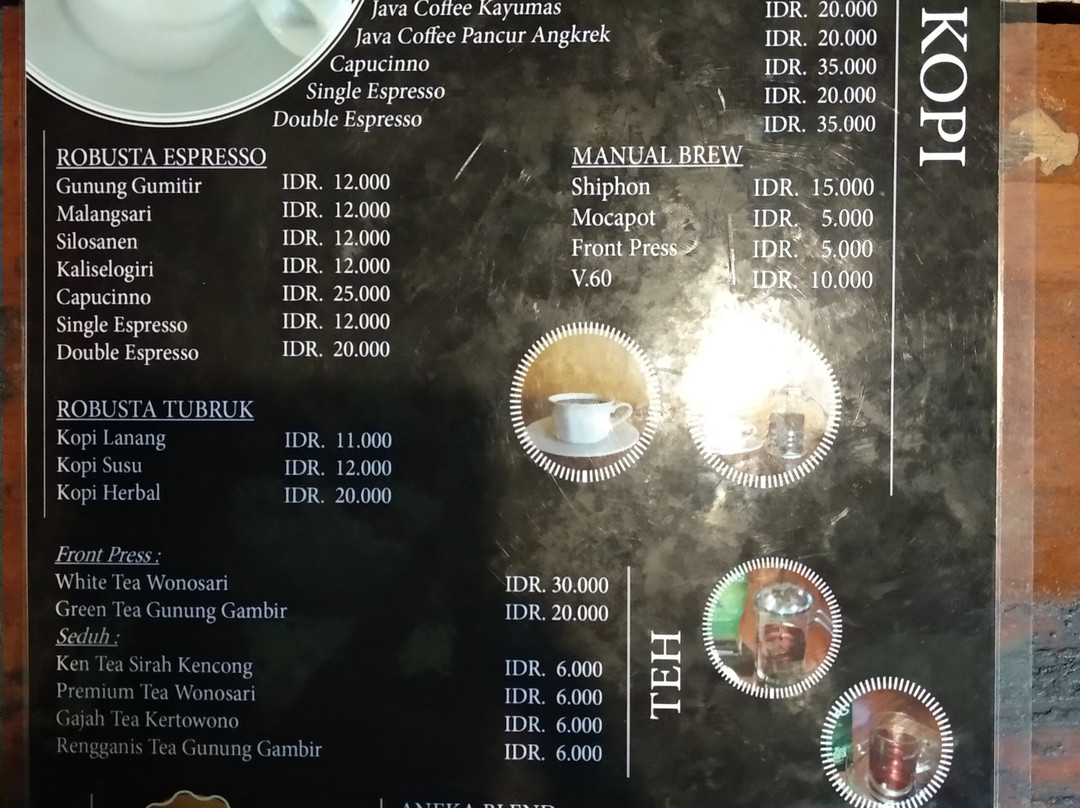 Java Coffee Kayumas IDR. 20.000
Java Coffee Pancur Angkrek IDR. 20.000
Capucinno IDR. 35.000
Single Espresso IDR. 20.000
Double Espresso IDR. 35.000
KOPI
ROBUSTA ESPRESSO
Gunung Gumitir IDR. 12.000
Malangsari IDR. 12.000
Silosanen IDR. 12.000
Kaliselogiri IDR. 12.000
Capucinno IDR. 25.000
Single Espresso IDR. 12.000
Double Espresso IDR. 20.000
MANUAL BREW
Shiphon IDR. 15.000
Mocapot IDR. 5.000
Front Press IDR. 5.000
V.60 IDR. 10.000
ROBUSTA TUBRUK
Kopi Lanang IDR. 11.000
Kopi Susu IDR. 12.000
Kopi Herbal IDR. 20.000
Front Press :
White Tea Wonosari IDR. 30.000
Green Tea Gunung Gambir IDR. 20.000
Seduh :
Ken Tea Sirah Kencong IDR. 6.000
Premium Tea Wonosari IDR. 6.000
Gajah Tea Kertowono IDR. 6.000
Rengganis Tea Gunung Gambir IDR. 6.000
TEH
ANEKA BLEND